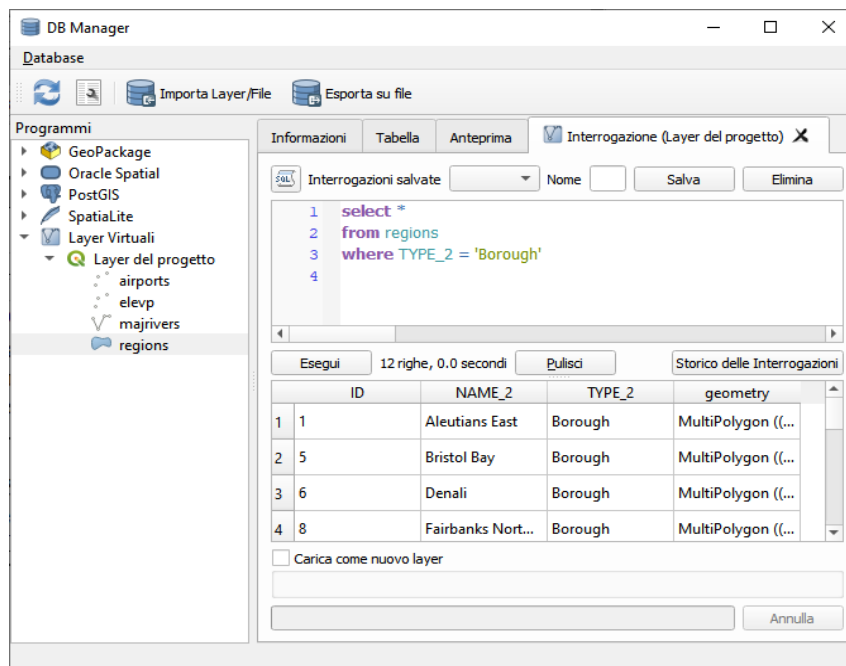 DB Manager
Database
Importa Layer/File Esporta su file
Programmi
GeoPackage
Oracle Spatial
PostGIS
SpatiaLite
Layer Virtuali
Layer del progetto
airports
elevp
majrivers
regions
Informazioni Tabella Anteprima Interrogazione (Layer del progetto)
SQL Interrogazioni salvate Nome Salva Elimina
1 select *
2 from regions
3 where TYPE_2 = 'Borough'
4
Esegui 12 righe, 0.0 secondi Pulisci Storico delle Interrogazioni
ID NAME_2 TYPE_2 geometry
1 1 Aleutians East Borough MultiPolygon ((...
2 5 Bristol Bay Borough MultiPolygon ((...
3 6 Denali Borough MultiPolygon ((...
4 8 Fairbanks Nort... Borough MultiPolygon ((...
Carica come nuovo layer
Annulla